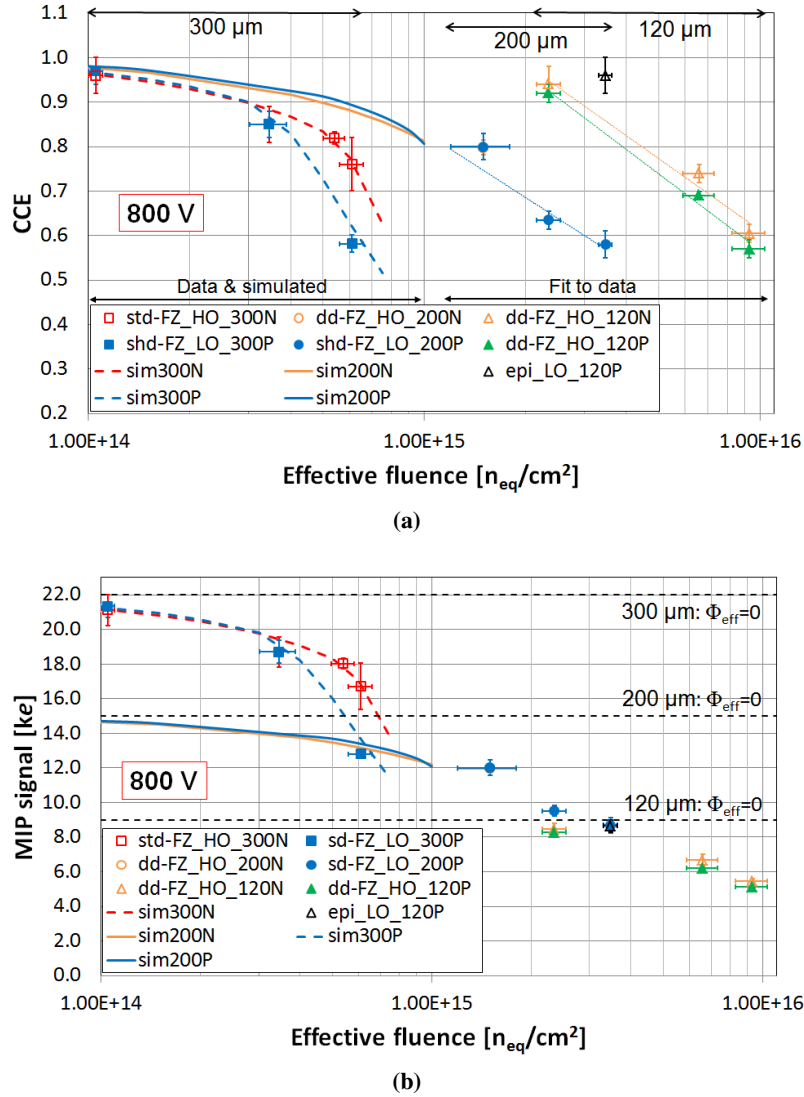 1.1
300 µm
200 µm
120 µm
1.0
0.9
0.8
0.7
0.6
0.5
0.4
0.3
0.2
CCE
800 V
Data & simulated
Fit to data
std-FZ_HO_300N dd-FZ_HO_200N dd-FZ_HO_120N
shd-FZ_LO_300P shd-FZ_LO_200P dd-FZ_HO_120P
sim300N sim200N epi_LO_120P
sim300P sim200P
1.00E+14 1.00E+15 1.00E+16
Effective fluence [n_eq/cm²]
(a)
22.0
20.0
18.0
16.0
14.0
12.0
10.0
8.0
6.0
4.0
2.0
0.0
MIP signal [ke]
300 µm: Φ_eff=0
200 µm: Φ_eff=0
800 V
120 µm: Φ_eff=0
std-FZ_HO_300N sd-FZ_LO_300P
dd-FZ_HO_200N sd-FZ_LO_200P
dd-FZ_HO_120N dd-FZ_HO_120P
sim300N epi_LO_120P
sim200N sim300P
sim200P
1.00E+14 1.00E+15 1.00E+16
Effective fluence [n_eq/cm²]
(b)